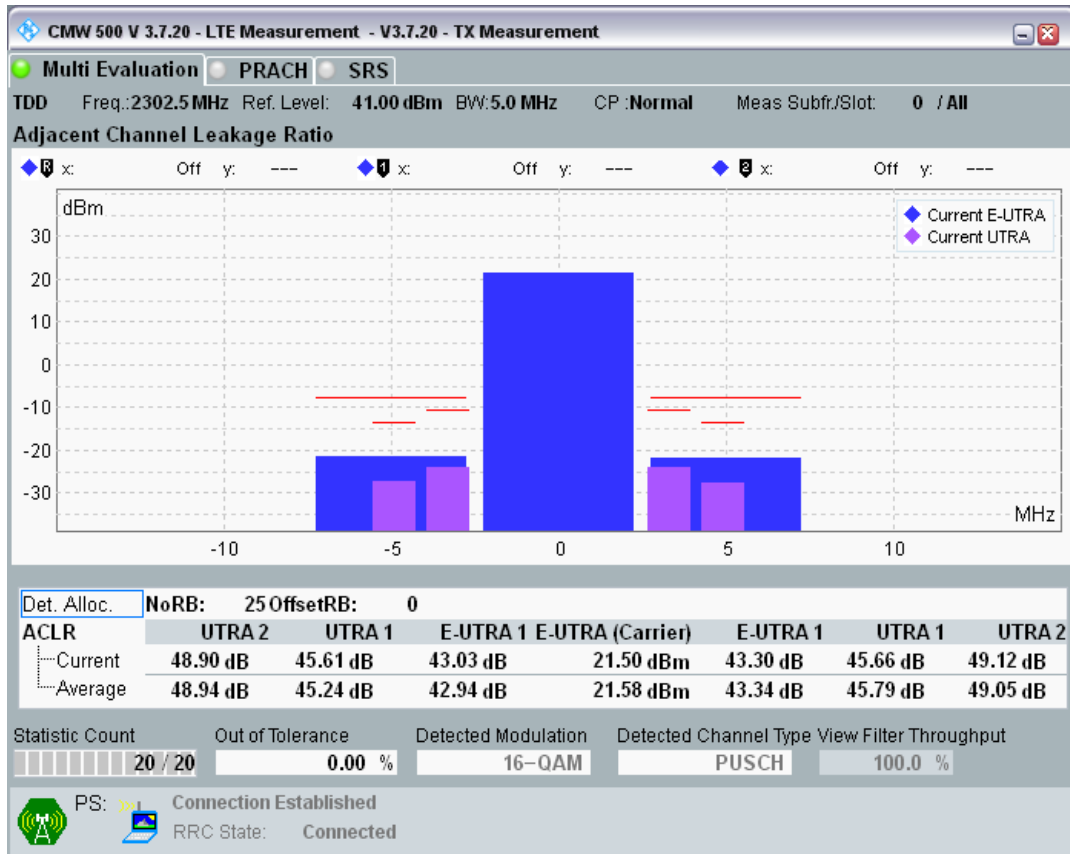 CMW 500 V 3.7.20 - LTE Measurement - V3.7.20 - TX Measurement
Multi Evaluation PRACH SRS
TDD Freq.:2302.5 MHz Ref. Level: 41.00 dBm BW:5.0 MHz CP :Normal Meas Subfr./Slot: 0 / All
Adjacent Channel Leakage Ratio
R x: Off y: --- 1 x: Off y: --- 2 x: Off y: ---
dBm
Current E-UTRA
Current UTRA
30
20
10
0
-10
-20
-30
MHz
-10 -5 0 5 10
Det. Alloc. NoRB: 25 OffsetRB: 0
ACLR UTRA 2 UTRA 1 E-UTRA 1 E-UTRA (Carrier) E-UTRA 1 UTRA 1 UTRA 2
Current 48.90 dB 45.61 dB 43.03 dB 21.50 dBm 43.30 dB 45.66 dB 49.12 dB
Average 48.94 dB 45.24 dB 42.94 dB 21.58 dBm 43.34 dB 45.79 dB 49.05 dB
Statistic Count Out of Tolerance Detected Modulation Detected Channel Type View Filter Throughput
20 / 20 0.00 % 16-QAM PUSCH 100.0 %
PS: Connection Established
RRC State: Connected